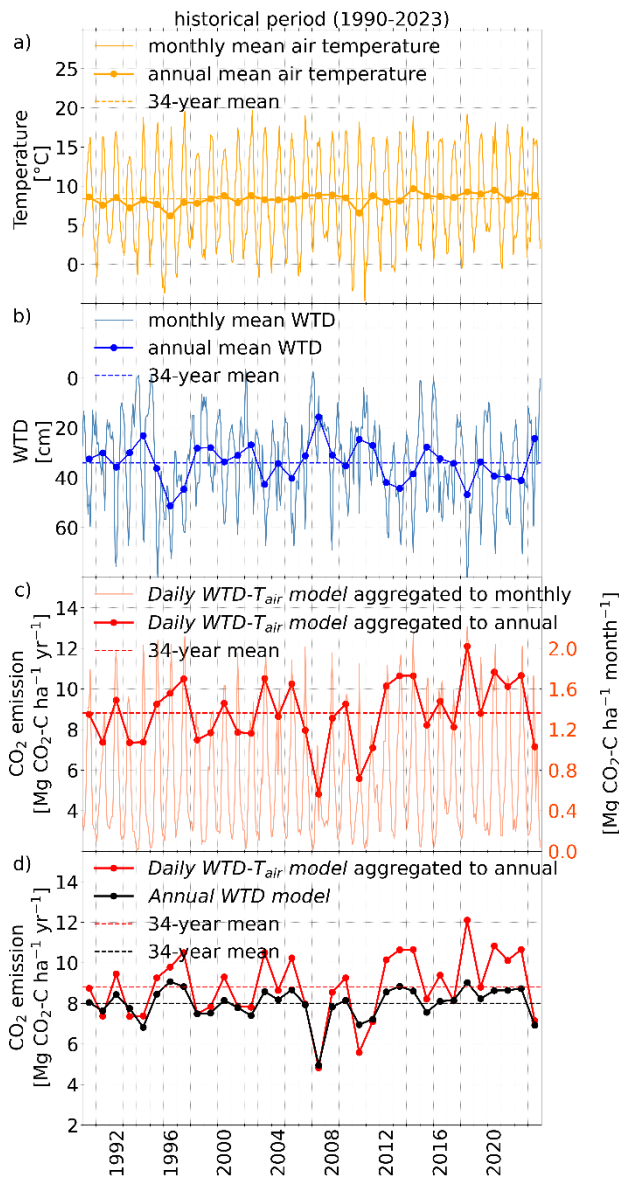 historical period (1990-2023)
a)
monthly mean air temperature
annual mean air temperature
34-year mean
25
20
15
10
5
0
Temperature
[°C]
b)
monthly mean WTD
annual mean WTD
34-year mean
0
20
40
60
WTD
[cm]
c)
Daily WTD-T_air model aggregated to monthly
Daily WTD-T_air model aggregated to annual
34-year mean
14
12
10
8
6
4
CO₂ emission
[Mg CO₂-C ha⁻¹ yr⁻¹]
2.0
1.6
1.2
0.8
0.4
0.0
[Mg CO₂-C ha⁻¹ month⁻¹]
d)
Daily WTD-T_air model aggregated to annual
Annual WTD model
34-year mean
34-year mean
14
12
10
8
6
4
2
CO₂ emission
[Mg CO₂-C ha⁻¹ yr⁻¹]
1992
1996
2000
2004
2008
2012
2016
2020